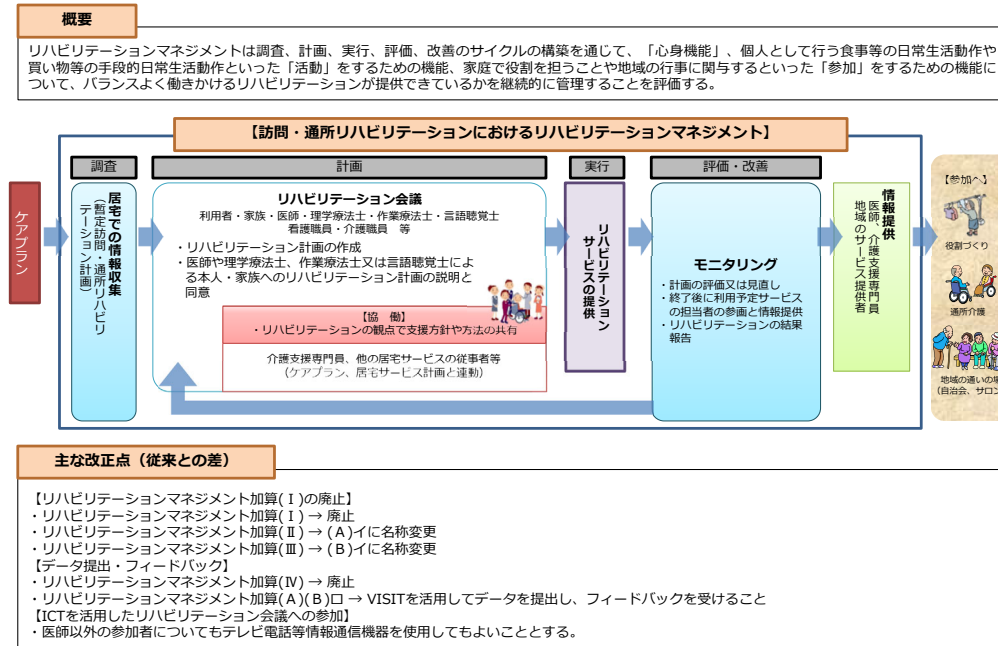 概要
リハビリテーションマネジメントは調査、計画、実行、評価、改善のサイクルの構築を通じて、「心身機能」、個人として行う食事等の日常生活動作や
買い物等の手段的日常生活動作といった「活動」をするための機能、家庭で役割を担うことや地域の行事に関与するといった「参加」をするための機能に
ついて、バランスよく働きかけるリハビリテーションが提供できているかを継続的に管理することを評価する。
【訪問・通所リハビリテーションにおけるリハビリテーションマネジメント】
ケアプラン
調査
居宅での情報収集
（暫定訪問・通所リハビリ
テーション計画）
計画
リハビリテーション会議
利用者・家族・医師・理学療法士・作業療法士・言語聴覚士
看護職員・介護職員　等
・リハビリテーション計画の作成
・医師や理学療法士、作業療法士又は言語聴覚士によ
る本人・家族へのリハビリテーション計画の説明と
同意
【協　働】
・リハビリテーションの観点で支援方針や方法の共有
介護支援専門員、他の居宅サービスの従事者等
（ケアプラン、居宅サービス計画と連動）
実行
リハビリテーション
サービスの提供
評価・改善
モニタリング
・計画の評価又は見直し
・終了後に利用予定サービス
の担当者の参画と情報提供
・リハビリテーションの結果
報告
情報提供
医師、介護支援専門員
地域のサービス提供者
【参加へ】
役割づくり
通所介護
地域の通いの場
（自治会、サロン
主な改正点（従来との差）
【リハビリテーションマネジメント加算(Ⅰ)の廃止】
・リハビリテーションマネジメント加算(Ⅰ) → 廃止
・リハビリテーションマネジメント加算(Ⅱ) → (A)イに名称変更
・リハビリテーションマネジメント加算(Ⅲ) → (B)イに名称変更
【データ提出・フィードバック】
・リハビリテーションマネジメント加算(Ⅳ) → 廃止
・リハビリテーションマネジメント加算(A)(B)ロ → VISITを活用してデータを提出し、フィードバックを受けること
【ICTを活用したリハビリテーション会議への参加】
・医師以外の参加者についてもテレビ電話等情報通信機器を使用してもよいこととする。